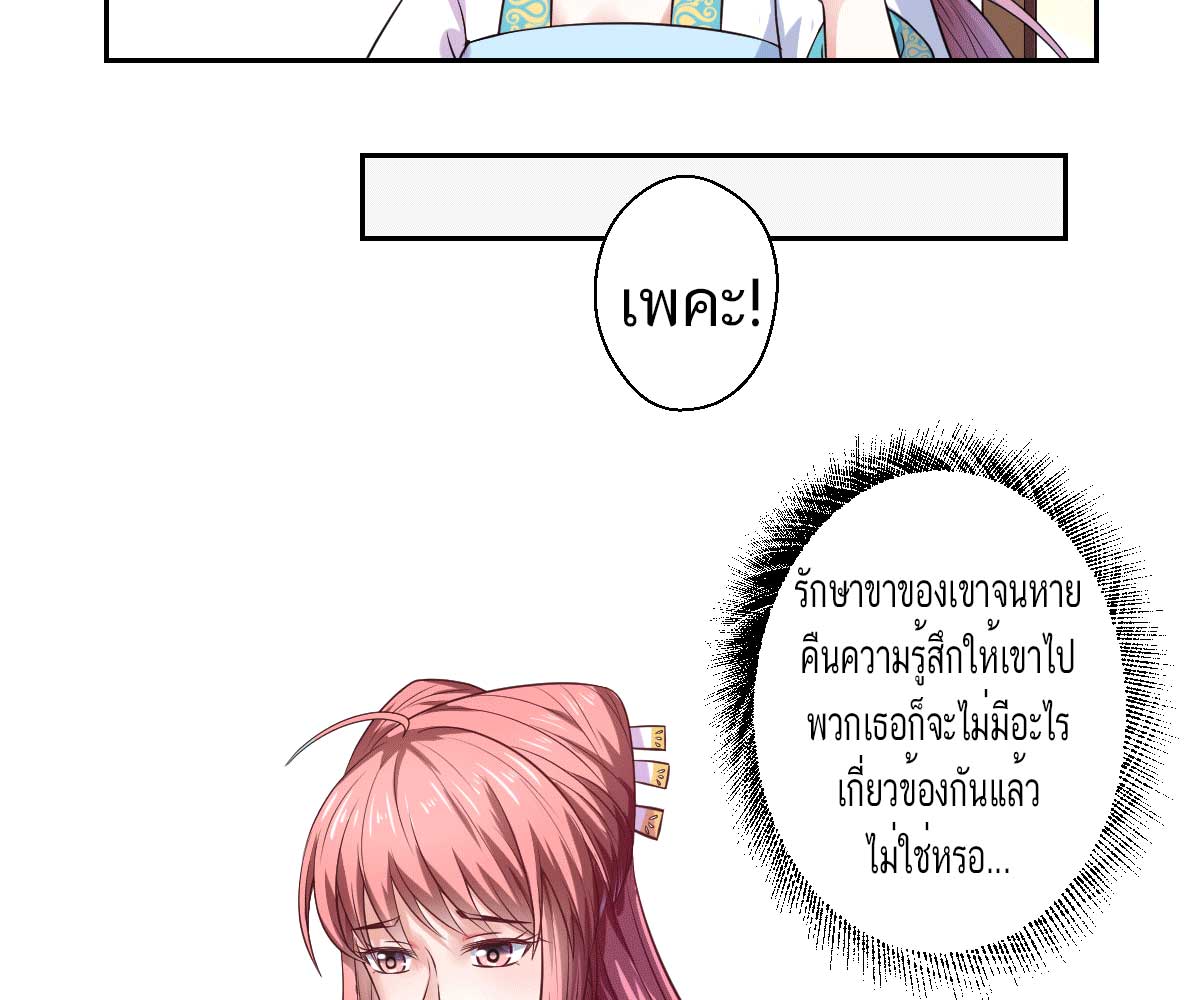 เพคะ!
รักษาขาของเขาจนหาย
คืนความรู้สึกให้เขาไป
พวกเธอก็จะไม่มีอะไร
เกี่ยวข้องกันแล้ว
ไม่ใช่หรอ...